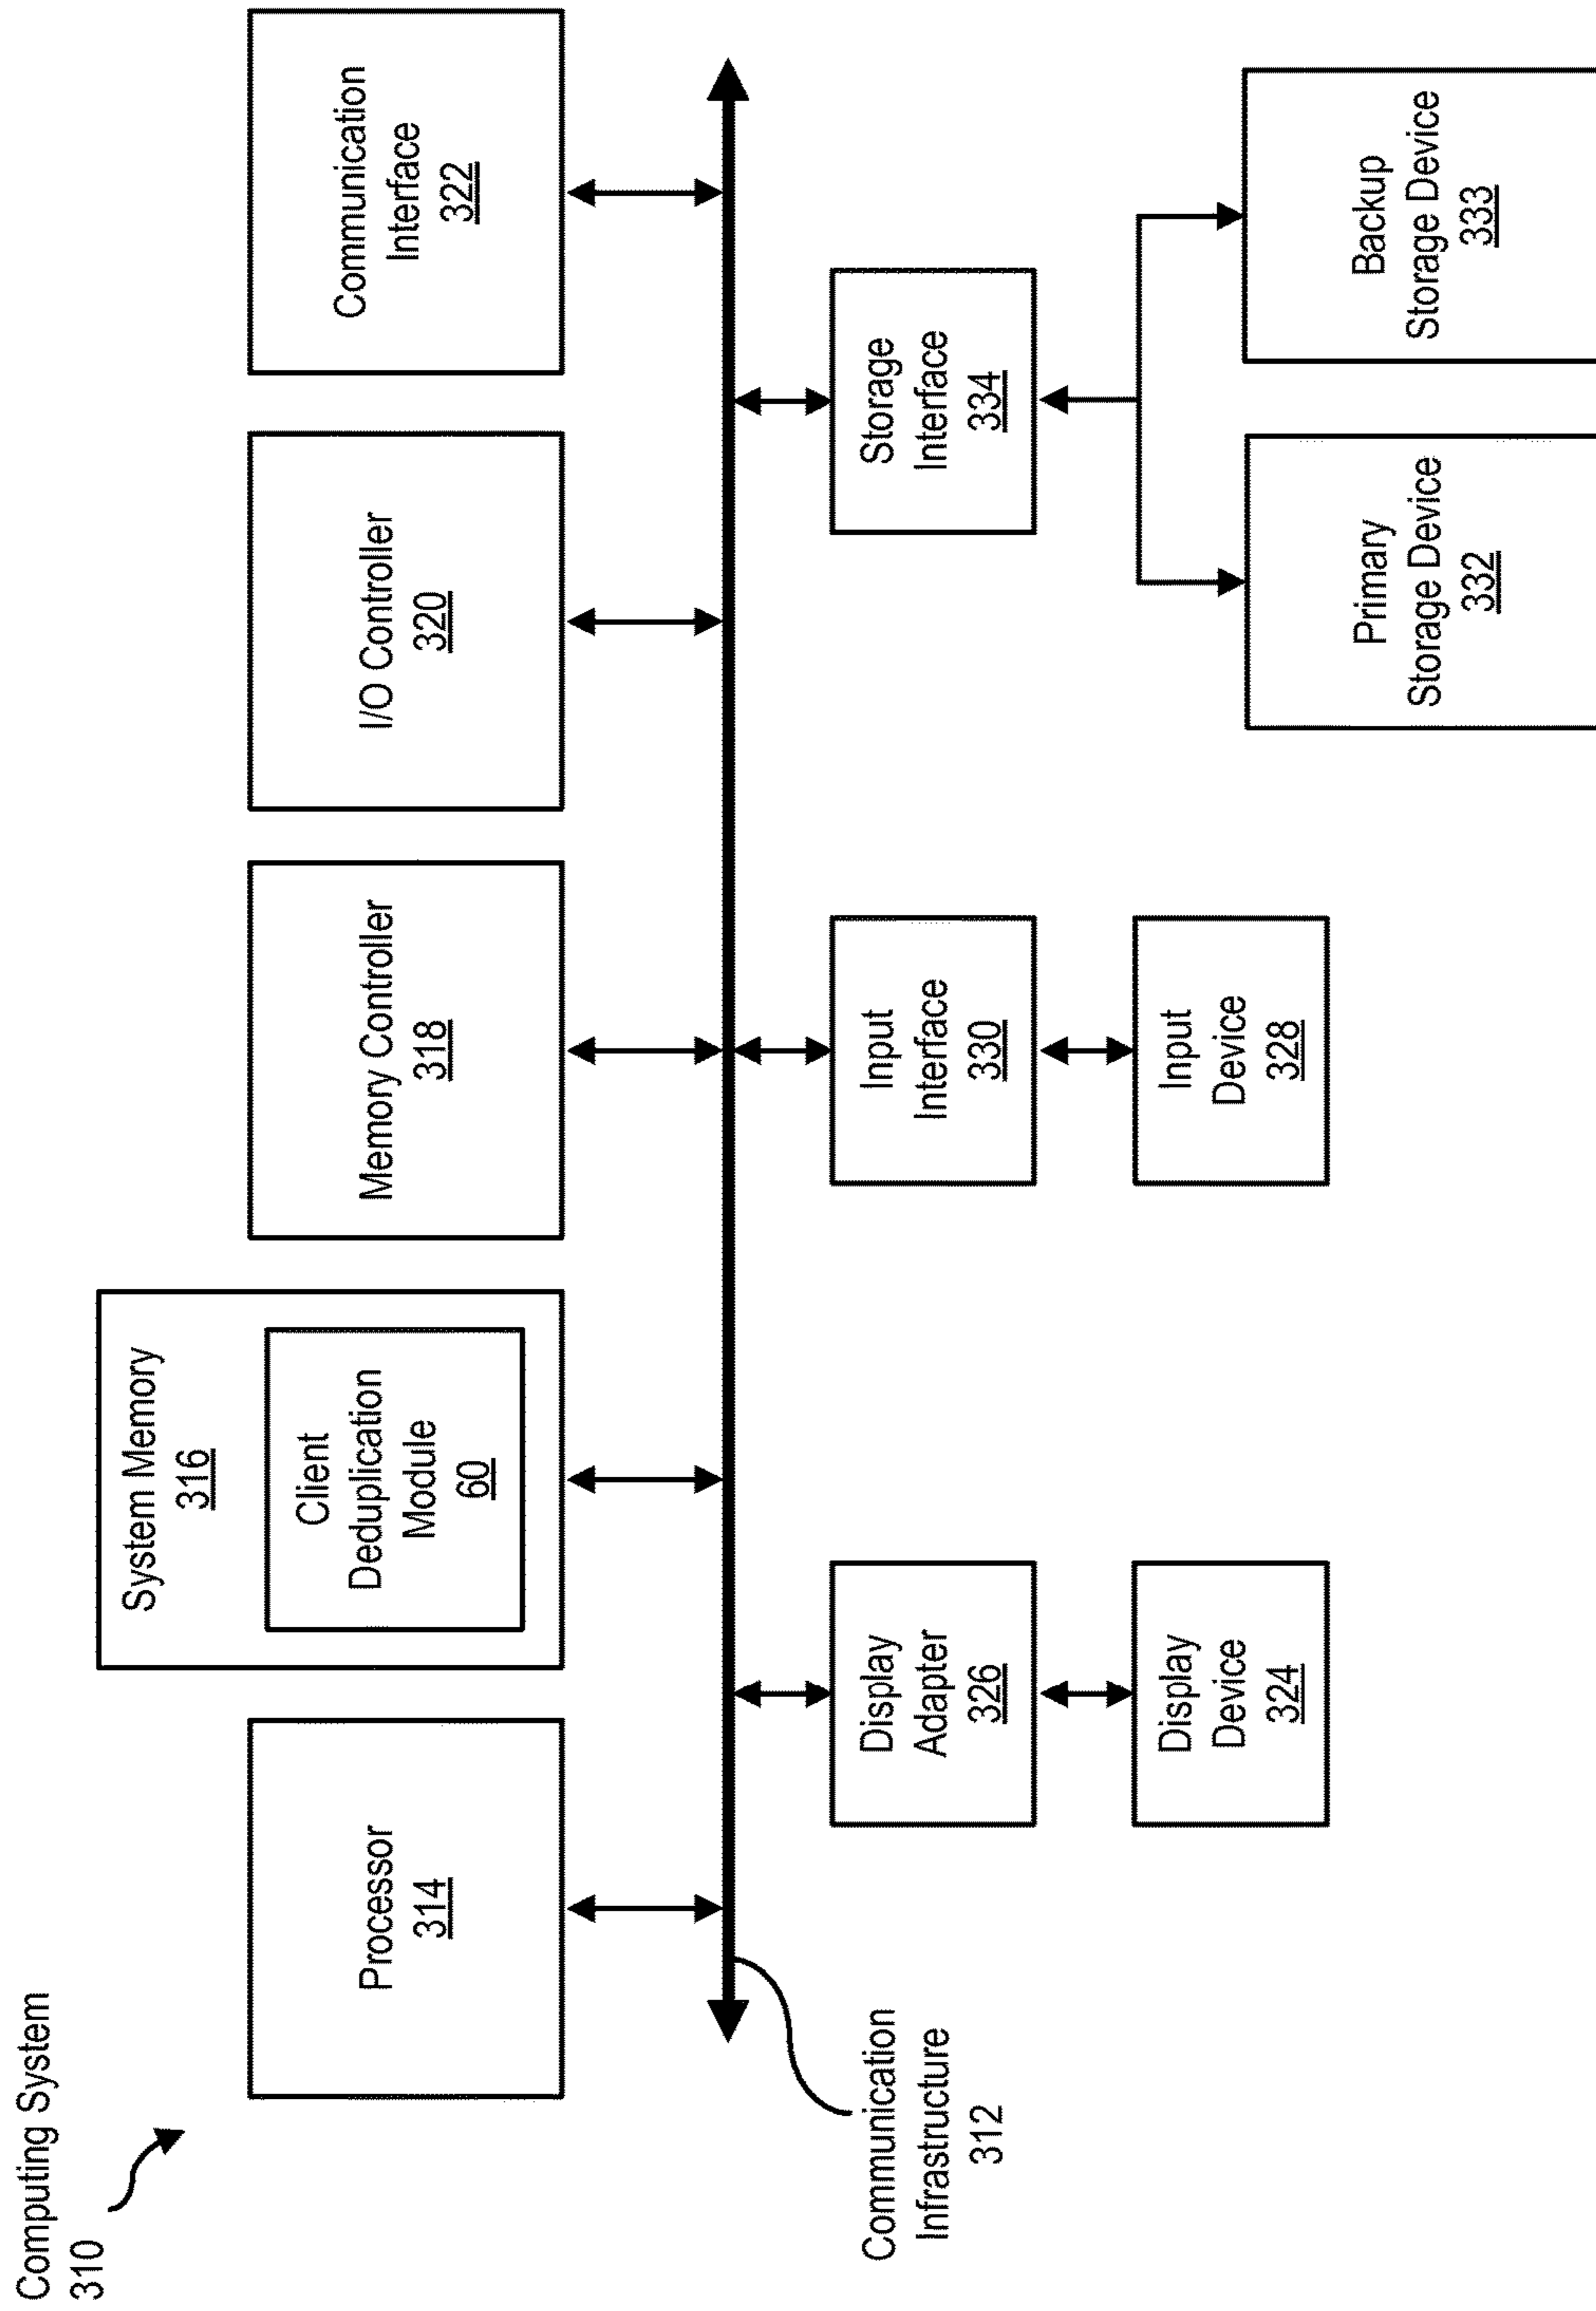 Computing System
310
Processor
314
System Memory
316
Client
Deduplication
Module
60
Memory Controller
318
I/O Controller
320
Communication
Interface
322
Communication
Infrastructure
312
Display
Adapter
326
Input
Interface
330
Storage
Interface
334
Display
Device
324
Input
Device
328
Primary
Storage Device
332
Backup
Storage Device
333